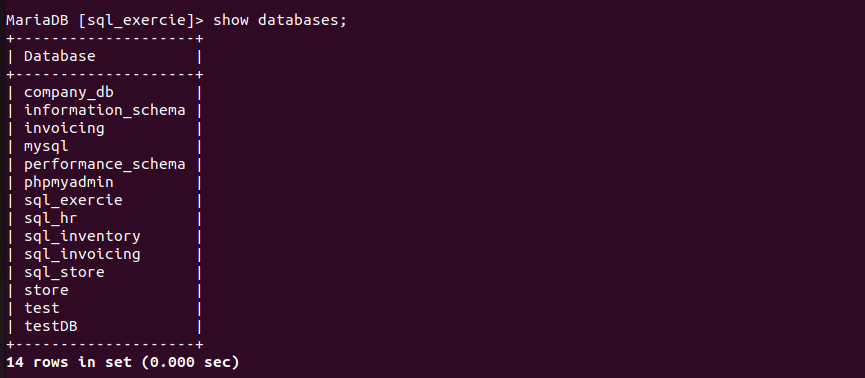 MariaDB [sql_exercie]> show databases;
+--------------------+
| Database           |
+--------------------+
| company_db         |
| information_schema |
| invoicing          |
| mysql              |
| performance_schema |
| phpmyadmin         |
| sql_exercie        |
| sql_hr             |
| sql_inventory      |
| sql_invoicing      |
| sql_store          |
| store              |
| test               |
| testDB             |
+--------------------+
14 rows in set (0.000 sec)